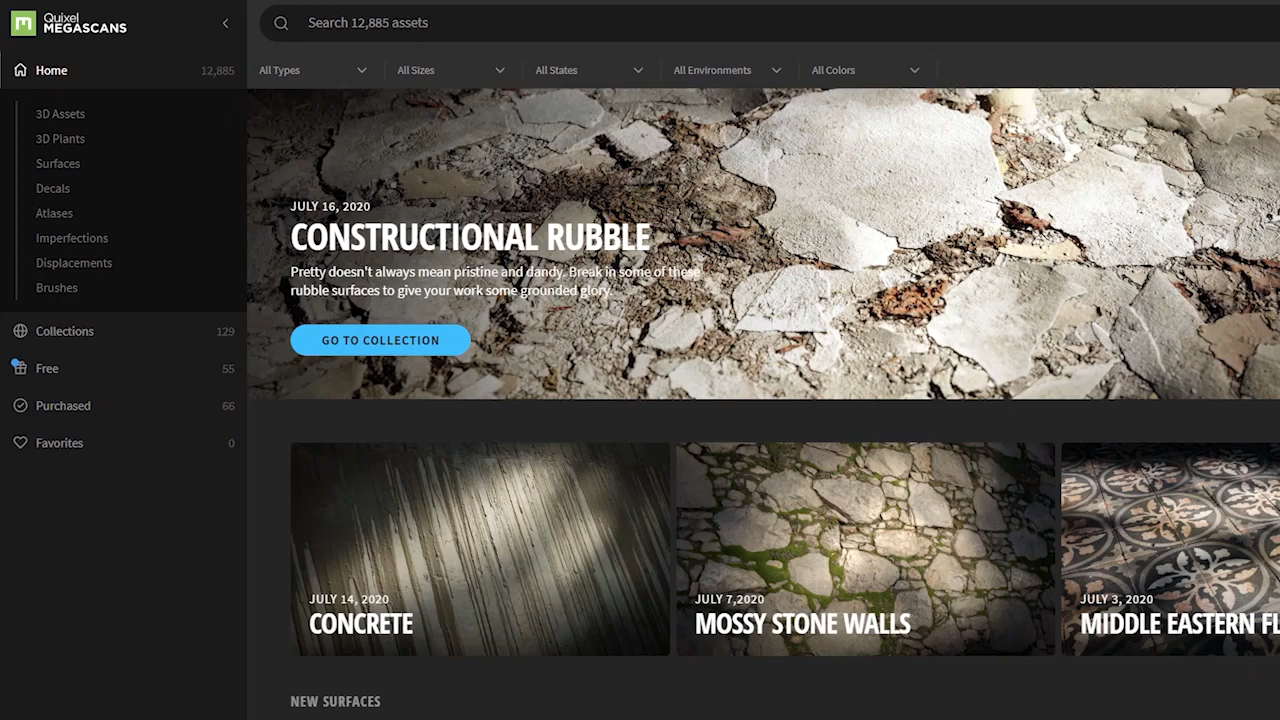 Quixel
MEGASCANS
Search 12,885 assets
Home 12,885
All Types All Sizes All States All Environments All Colors
3D Assets
3D Plants
Surfaces
Decals
Atlases
Imperfections
Displacements
Brushes
Collections 129
Free 55
Purchased 66
Favorites 0
JULY 16, 2020
CONSTRUCTIONAL RUBBLE
Pretty doesn't always mean pristine and dandy. Break in some of these
rubble surfaces to give your work some grounded glory.
GO TO COLLECTION
JULY 14, 2020
CONCRETE
JULY 7,2020
MOSSY STONE WALLS
JULY 3, 2020
MIDDLE EASTERN FL
NEW SURFACES